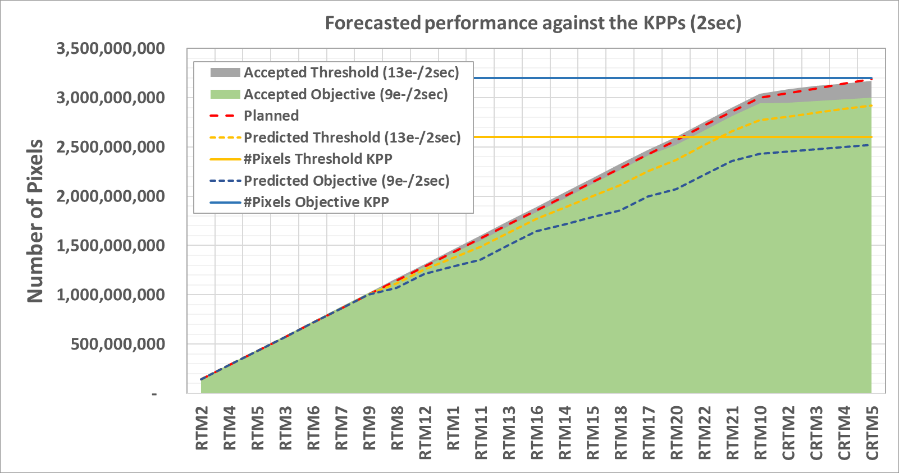 Forecasted performance against the KPPs (2sec)
3,500,000,000
3,000,000,000
2,500,000,000
2,000,000,000
1,500,000,000
1,000,000,000
500,000,000
-
Number of Pixels
Accepted Threshold (13e-/2sec)
Accepted Objective (9e-/2sec)
Planned
Predicted Threshold (13e-/2sec)
#Pixels Threshold KPP
Predicted Objective (9e-/2sec)
#Pixels Objective KPP
RTM2
RTM4
RTM5
RTM3
RTM6
RTM7
RTM9
RTM8
RTM12
RTM1
RTM11
RTM13
RTM16
RTM14
RTM15
RTM18
RTM17
RTM20
RTM22
RTM21
RTM10
CRTM2
CRTM3
CRTM4
CRTM5